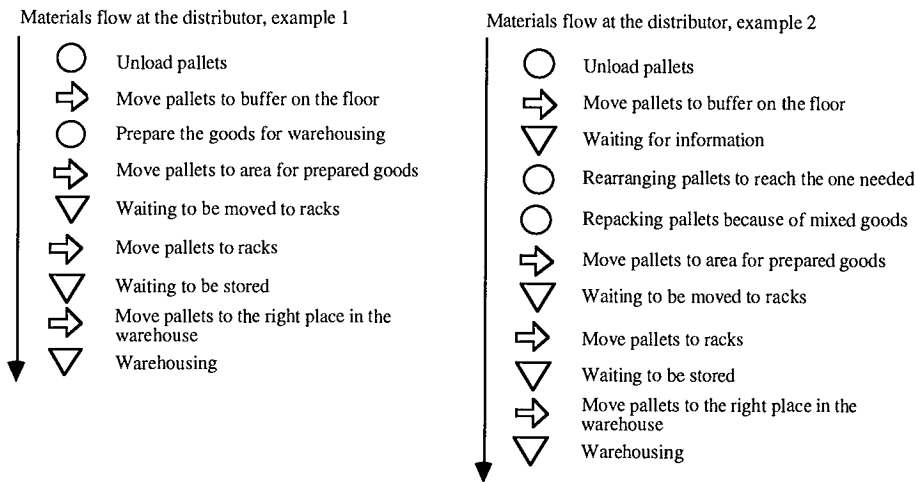 Materials flow at the distributor, example 1
Unload pallets
Move pallets to buffer on the floor
Prepare the goods for warehousing
Move pallets to area for prepared goods
Waiting to be moved to racks
Move pallets to racks
Waiting to be stored
Move pallets to the right place in the
warehouse
Warehousing
Materials flow at the distributor, example 2
Unload pallets
Move pallets to buffer on the floor
Waiting for information
Rearranging pallets to reach the one needed
Repacking pallets because of mixed goods
Move pallets to area for prepared goods
Waiting to be moved to racks
Move pallets to racks
Waiting to be stored
Move pallets to the right place in the
warehouse
Warehousing